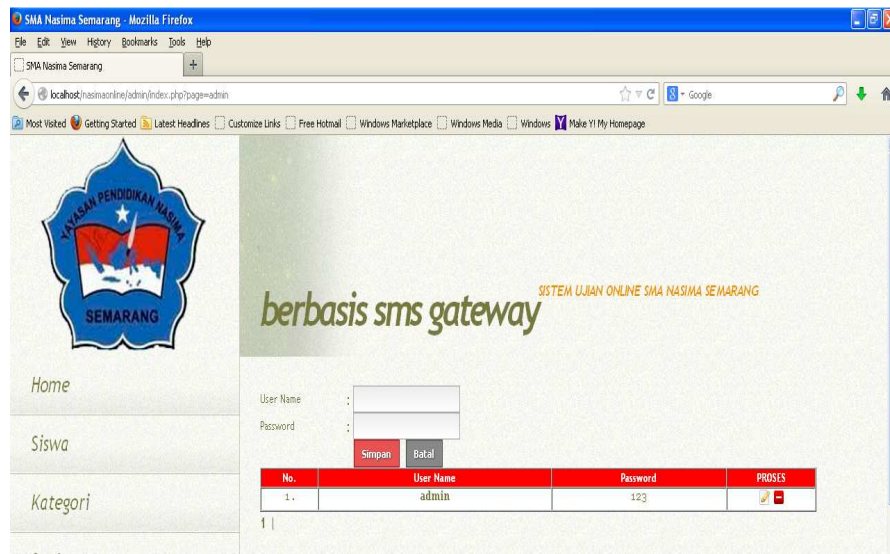 SMA Nasima Semarang - Mozilla Firefox
File Edit View History Bookmarks Tools Help
SMA Nasima Semarang +
localhost/nasimaonline/admin/index.php?page=admin
Google
Most Visited Getting Started Latest Headlines Customize Links Free Hotmail Windows Marketplace Windows Media Windows Make Y! My Homepage
YAYASAN PENDIDIKAN NASIMA
SEMARANG
SISTEM UJIAN ONLINE SMA NASIMA SEMARANG
berbasis sms gateway
Home
Siswa
Kategori
User Name :
Password :
Simpan Batal
No. User Name Password PROSES
1. admin 123
1 |